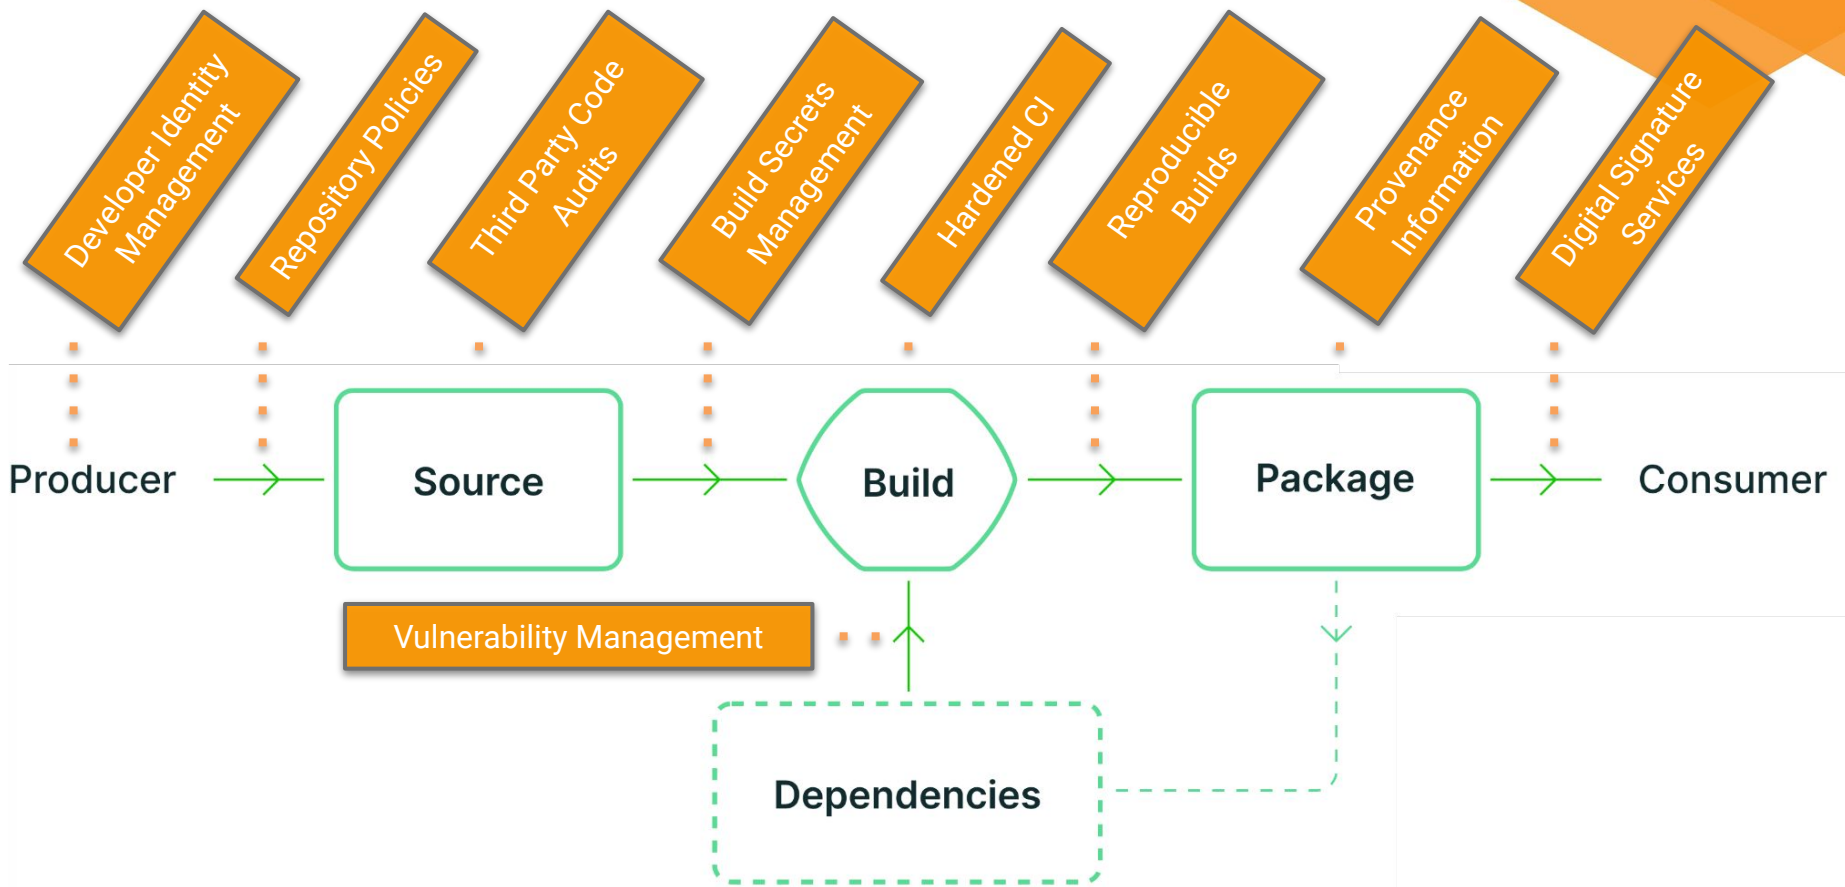 Developer Identity
Management
Repository Policies
Third Party Code
Audits
Build Secrets
Management
Hardened CI
Reproducible
Builds
Provenance
Information
Digital Signature
Services
Producer
Source
Build
Package
Consumer
Vulnerability Management
Dependencies